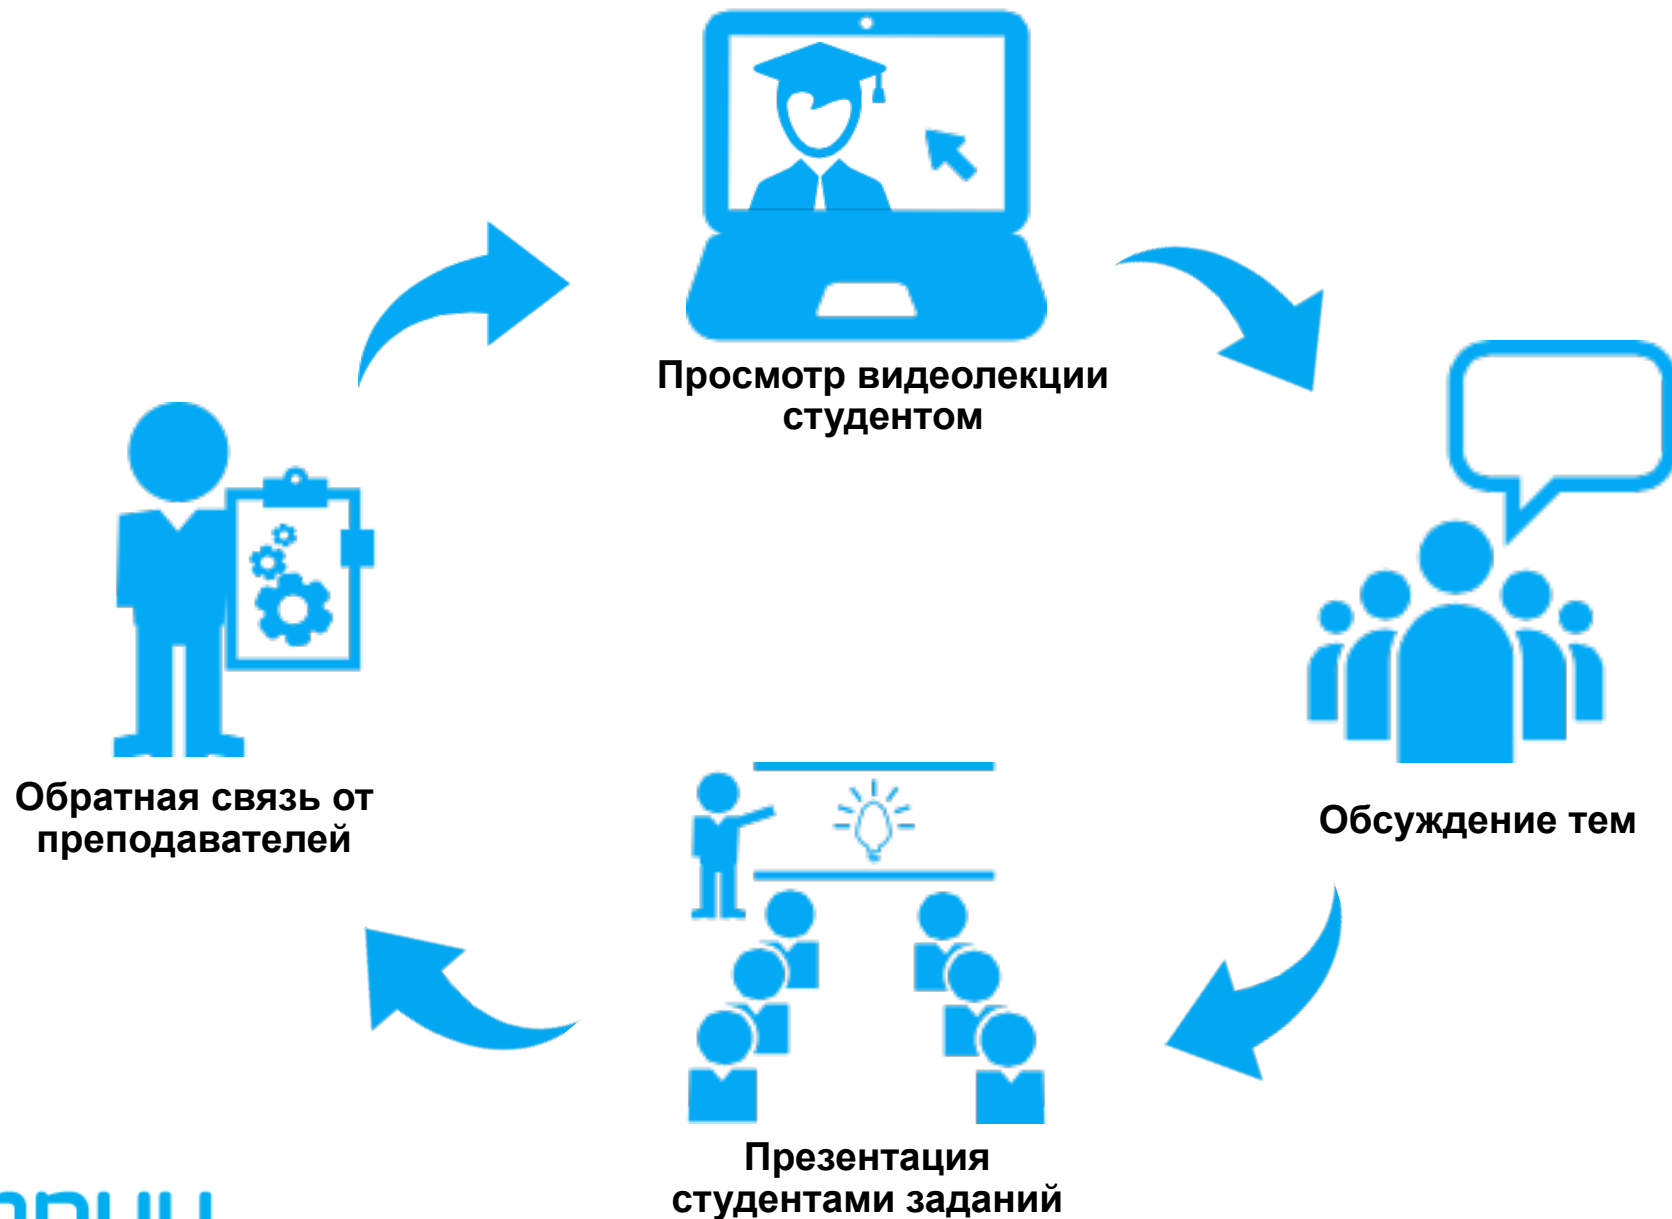 Просмотр видеолекции
студентом
Обратная связь от
преподавателей
Обсуждение тем
Презентация
студентами заданий